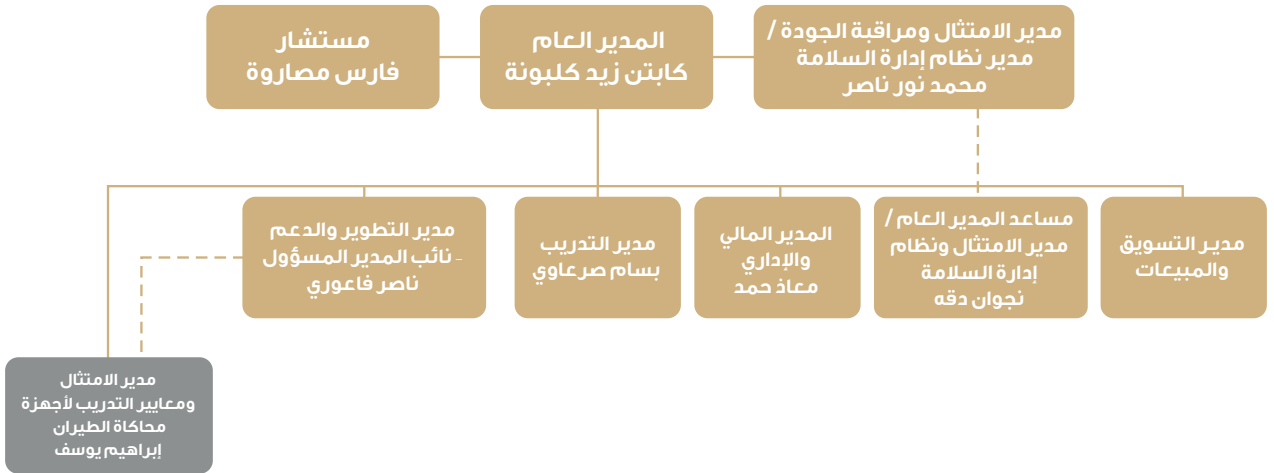 مدير الامتثال ومراقبة الجودة /
مدير نظام إدارة السلامة
محمد نور ناصر
المدير العام
كابتن زيد كلبونة
مستشار
فارس مصاروة
مدير التسويق
والمبيعات
مساعد المدير العام /
مدير الامتثال ونظام
إدارة السلامة
نجوان دقه
المدير المالي
والإداري
معاذ حمد
مدير التدريب
بسام صرعاوي
مدير التطوير والدعم
- نائب المدير المسؤول
ناصر فاعوري
مدير الامتثال
ومعايير التدريب لأجهزة
محاكاة الطيران
إبراهيم يوسف